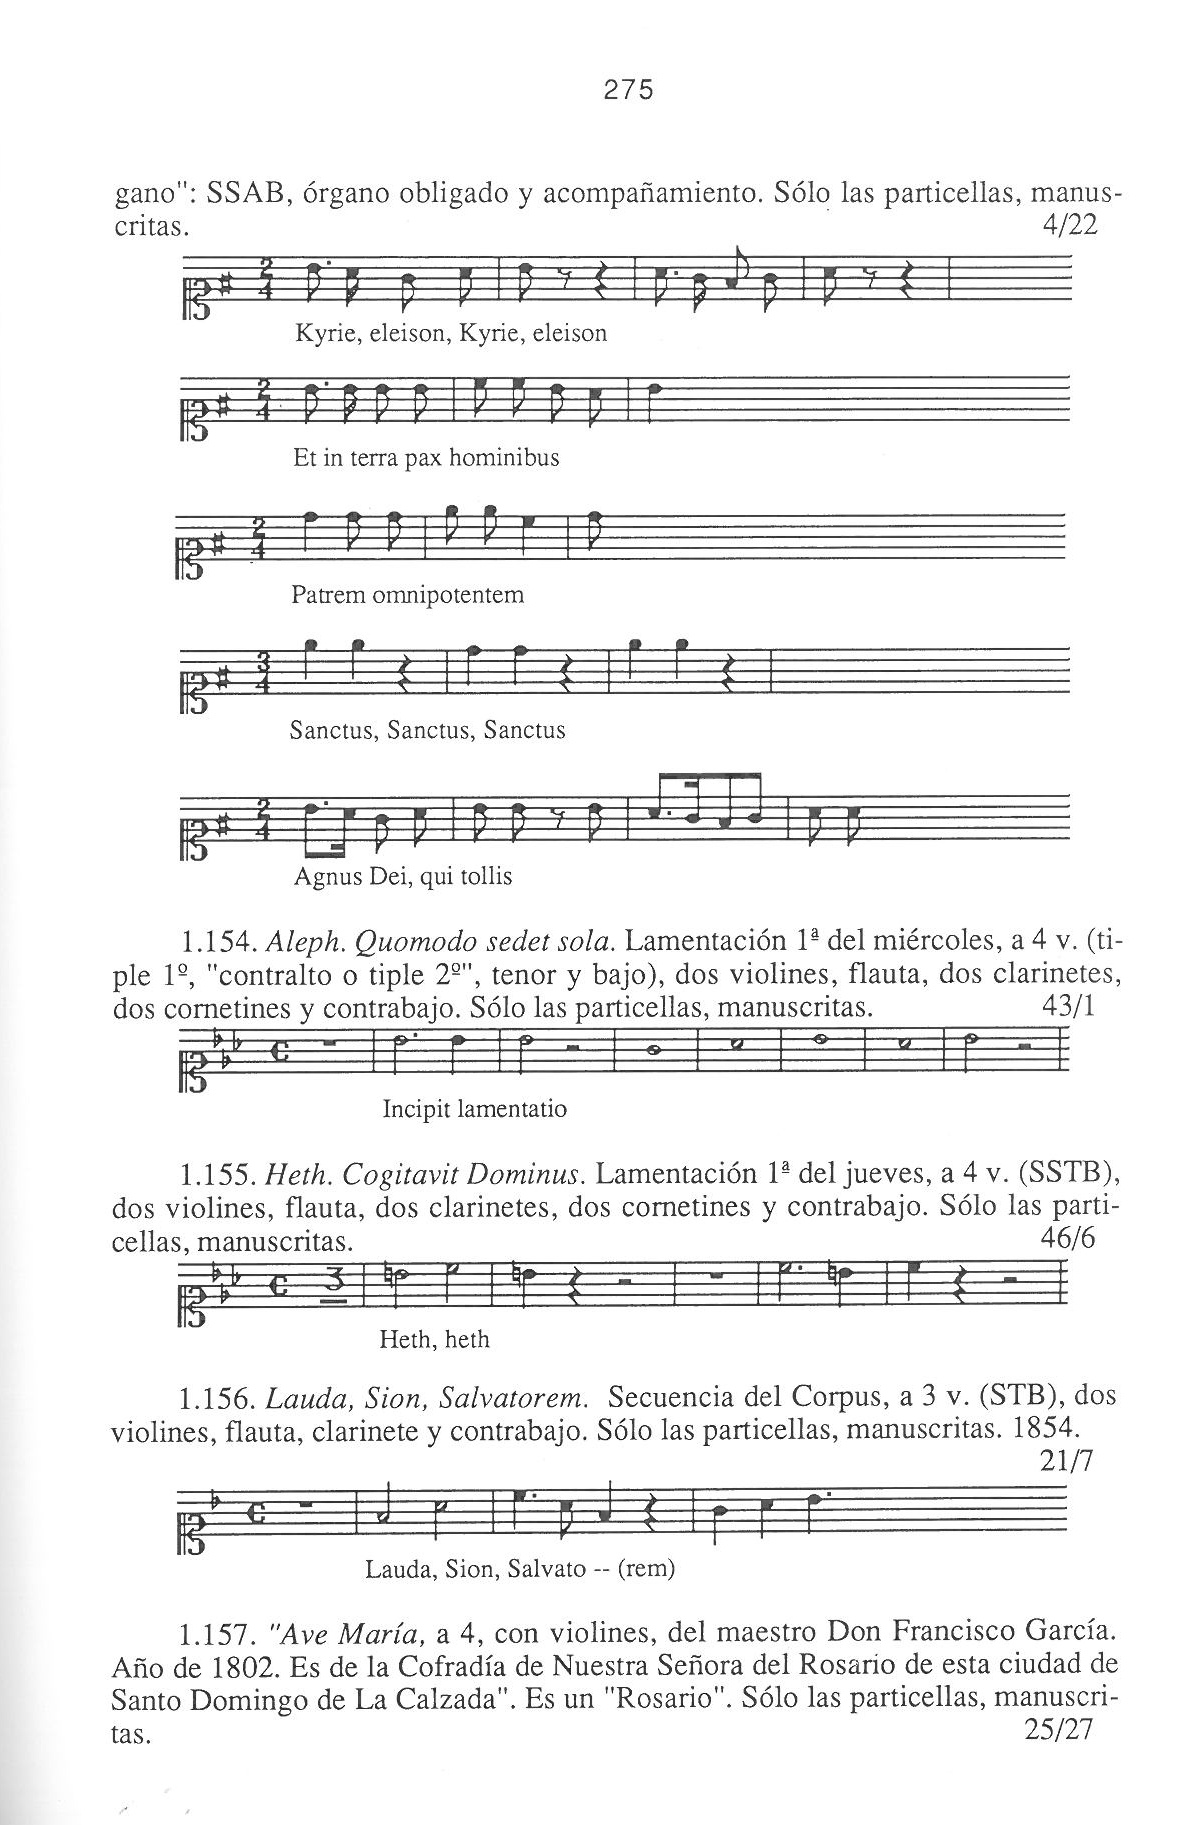 275
gano": SSAB, órgano obligado y acompañamiento. Sólo las particellas, manus-
critas. 4/22
Kyrie, eleison, Kyrie, eleison
Et in terra pax hominibus
Patrem omnipotentem
Sanctus, Sanctus, Sanctus
Agnus Dei, qui tollis
1.154. Aleph. Quomodo sedet sola. Lamentación 1ª del miércoles, a 4 v. (ti-
ple 1º, "contralto o tiple 2º", tenor y bajo), dos violines, flauta, dos clarinetes,
dos cornetines y contrabajo. Sólo las particellas, manuscritas. 43/1
Incipit lamentatio
1.155. Heth. Cogitavit Dominus. Lamentación 1ª del jueves, a 4 v. (SSTB),
dos violines, flauta, dos clarinetes, dos cornetines y contrabajo. Sólo las parti-
cellas, manuscritas. 46/6
Heth, heth
1.156. Lauda, Sion, Salvatorem. Secuencia del Corpus, a 3 v. (STB), dos
violines, flauta, clarinete y contrabajo. Sólo las particellas, manuscritas. 1854.
21/7
Lauda, Sion, Salvato -- (rem)
1.157. "Ave María, a 4, con violines, del maestro Don Francisco García.
Año de 1802. Es de la Cofradía de Nuestra Señora del Rosario de esta ciudad de
Santo Domingo de La Calzada". Es un "Rosario". Sólo las particellas, manuscri-
tas. 25/27